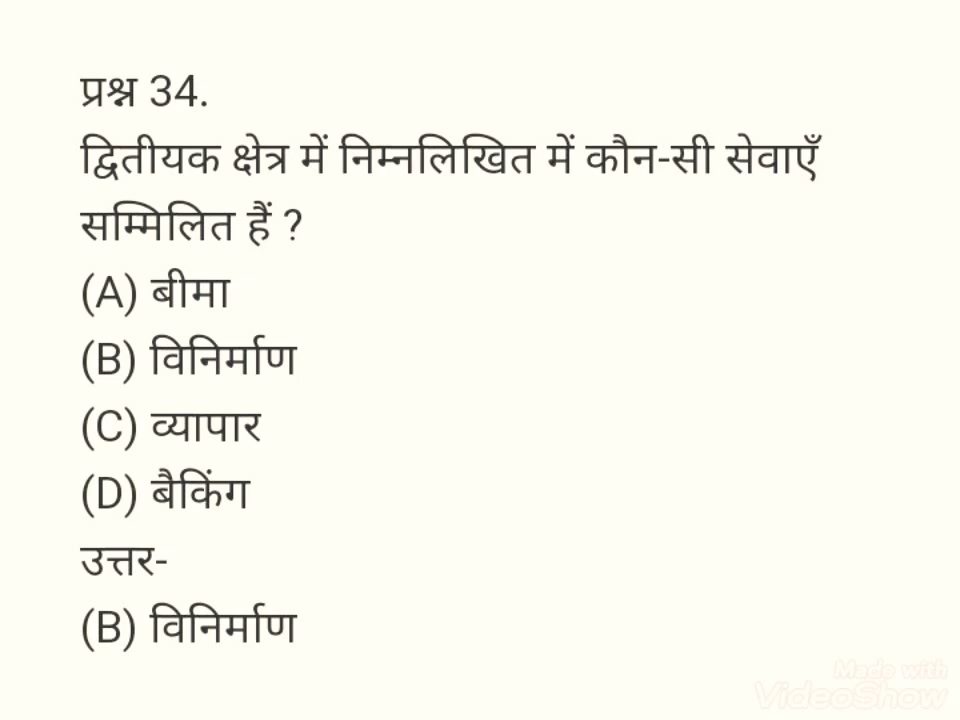 प्रश्न 34.
द्वितीयक क्षेत्र में निम्नलिखित में कौन-सी सेवाएँ
सम्मिलित हैं ?
(A) बीमा
(B) विनिर्माण
(C) व्यापार
(D) बैकिंग
उत्तर-
(B) विनिर्माण
Made with
VideoShow